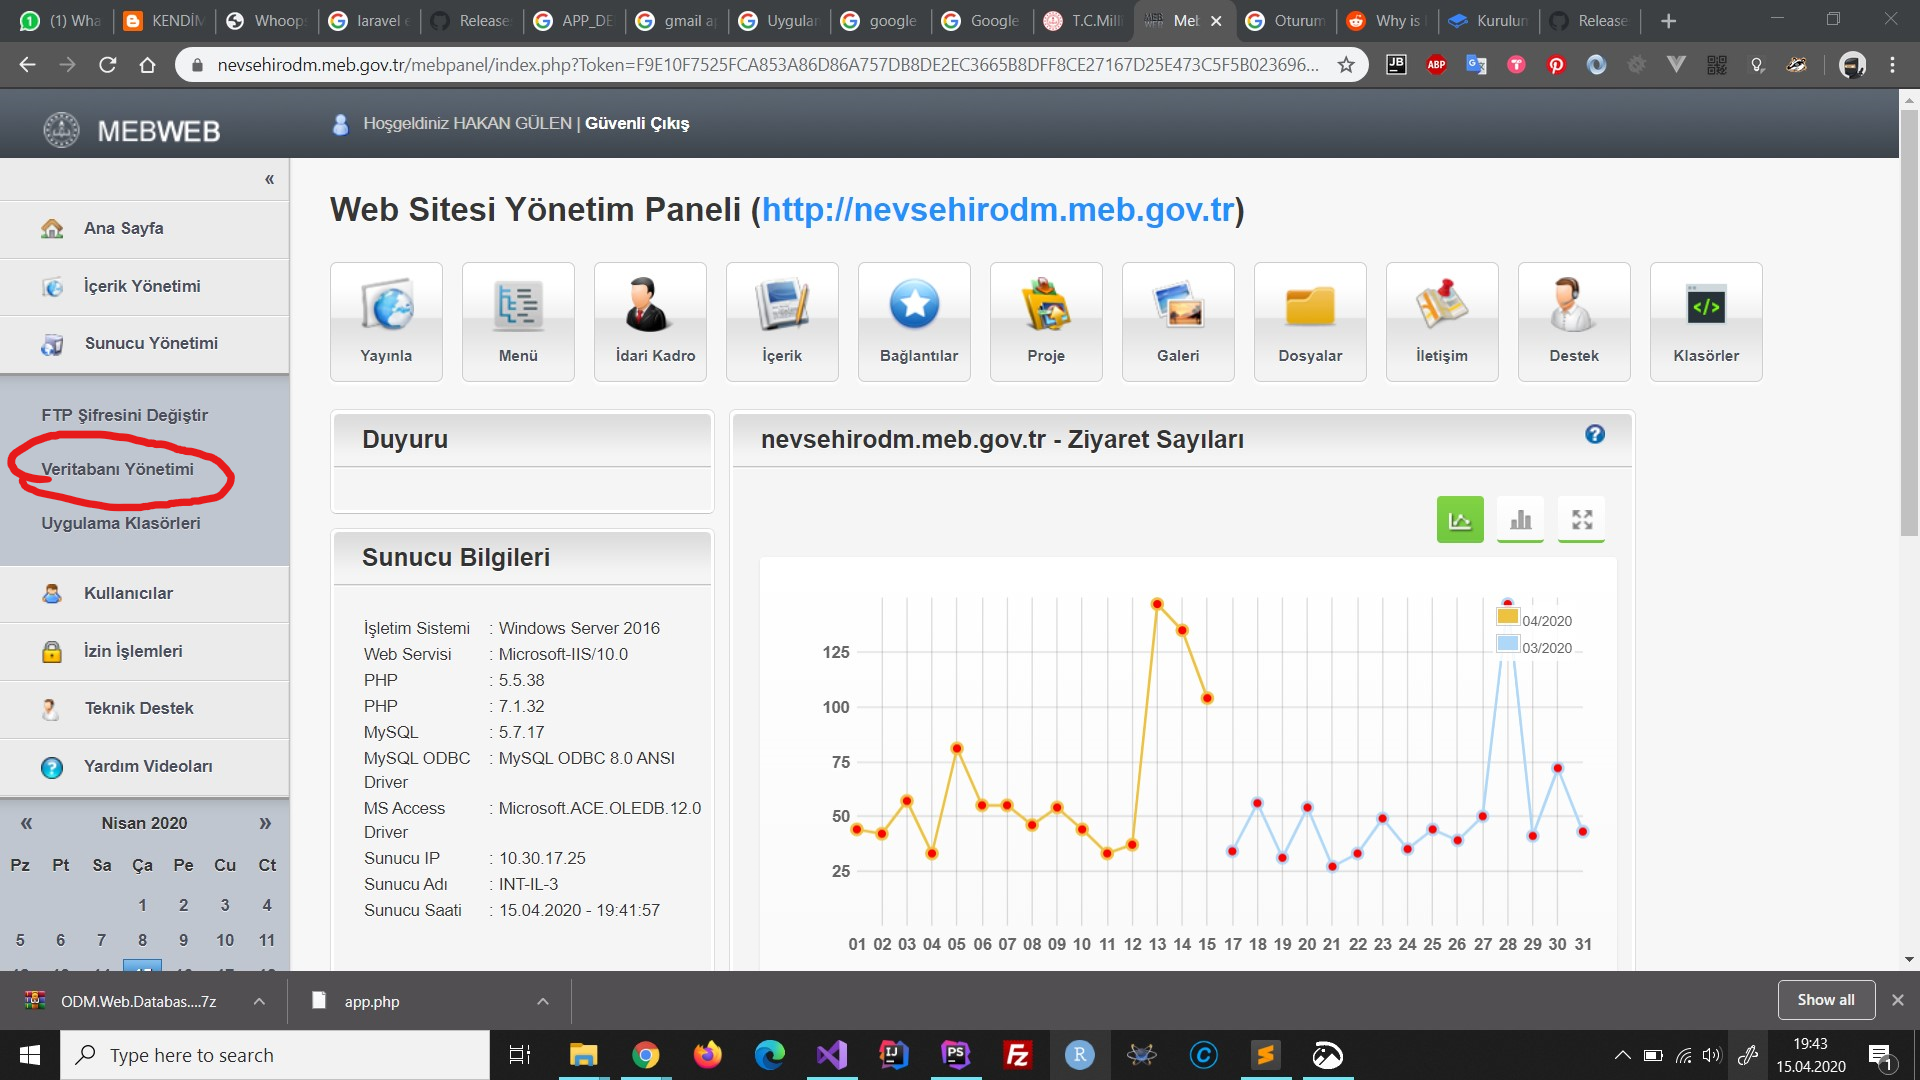 (1) Wha
KENDİM
Whoop
laravel e
Release
APP_DE
gmail a
Uygular
google
Google
T.C.Milli
Meb
Oturum
Why is
Kurulun
Release
nevsehirodm.meb.gov.tr/mebpanel/index.php?Token=F9E10F7525FCA853A86D86A757DB8DE2EC3665B8DFF8CE27167D25E473C5F5B023696...
MEBWEB
Hoşgeldiniz HAKAN GÜLEN | Güvenli Çıkış
«
Ana Sayfa
İçerik Yönetimi
Sunucu Yönetimi
FTP Şifresini Değiştir
Veritabanı Yönetimi
Uygulama Klasörleri
Kullanıcılar
İzin İşlemleri
Teknik Destek
Yardım Videoları
« Nisan 2020 »
Pz Pt Sa Ça Pe Cu Ct
1 2 3 4
5 6 7 8 9 10 11
Web Sitesi Yönetim Paneli (http://nevsehirodm.meb.gov.tr)
Yayınla
Menü
İdari Kadro
İçerik
Bağlantılar
Proje
Galeri
Dosyalar
İletişim
Destek
Klasörler
Duyuru
Sunucu Bilgileri
İşletim Sistemi : Windows Server 2016
Web Servisi : Microsoft-IIS/10.0
PHP : 5.5.38
PHP : 7.1.32
MySQL : 5.7.17
MySQL ODBC : MySQL ODBC 8.0 ANSI
Driver
MS Access : Microsoft.ACE.OLEDB.12.0
Driver
Sunucu IP : 10.30.17.25
Sunucu Adı : INT-IL-3
Sunucu Saati : 15.04.2020 - 19:41:57
nevsehirodm.meb.gov.tr - Ziyaret Sayıları
04/2020
03/2020
125
100
75
50
25
01 02 03 04 05 06 07 08 09 10 11 12 13 14 15 17 18 19 20 21 22 23 24 25 26 27 28 29 30 31
ODM.Web.Databas....7z
app.php
Show all
Type here to search
19:43
15.04.2020
1